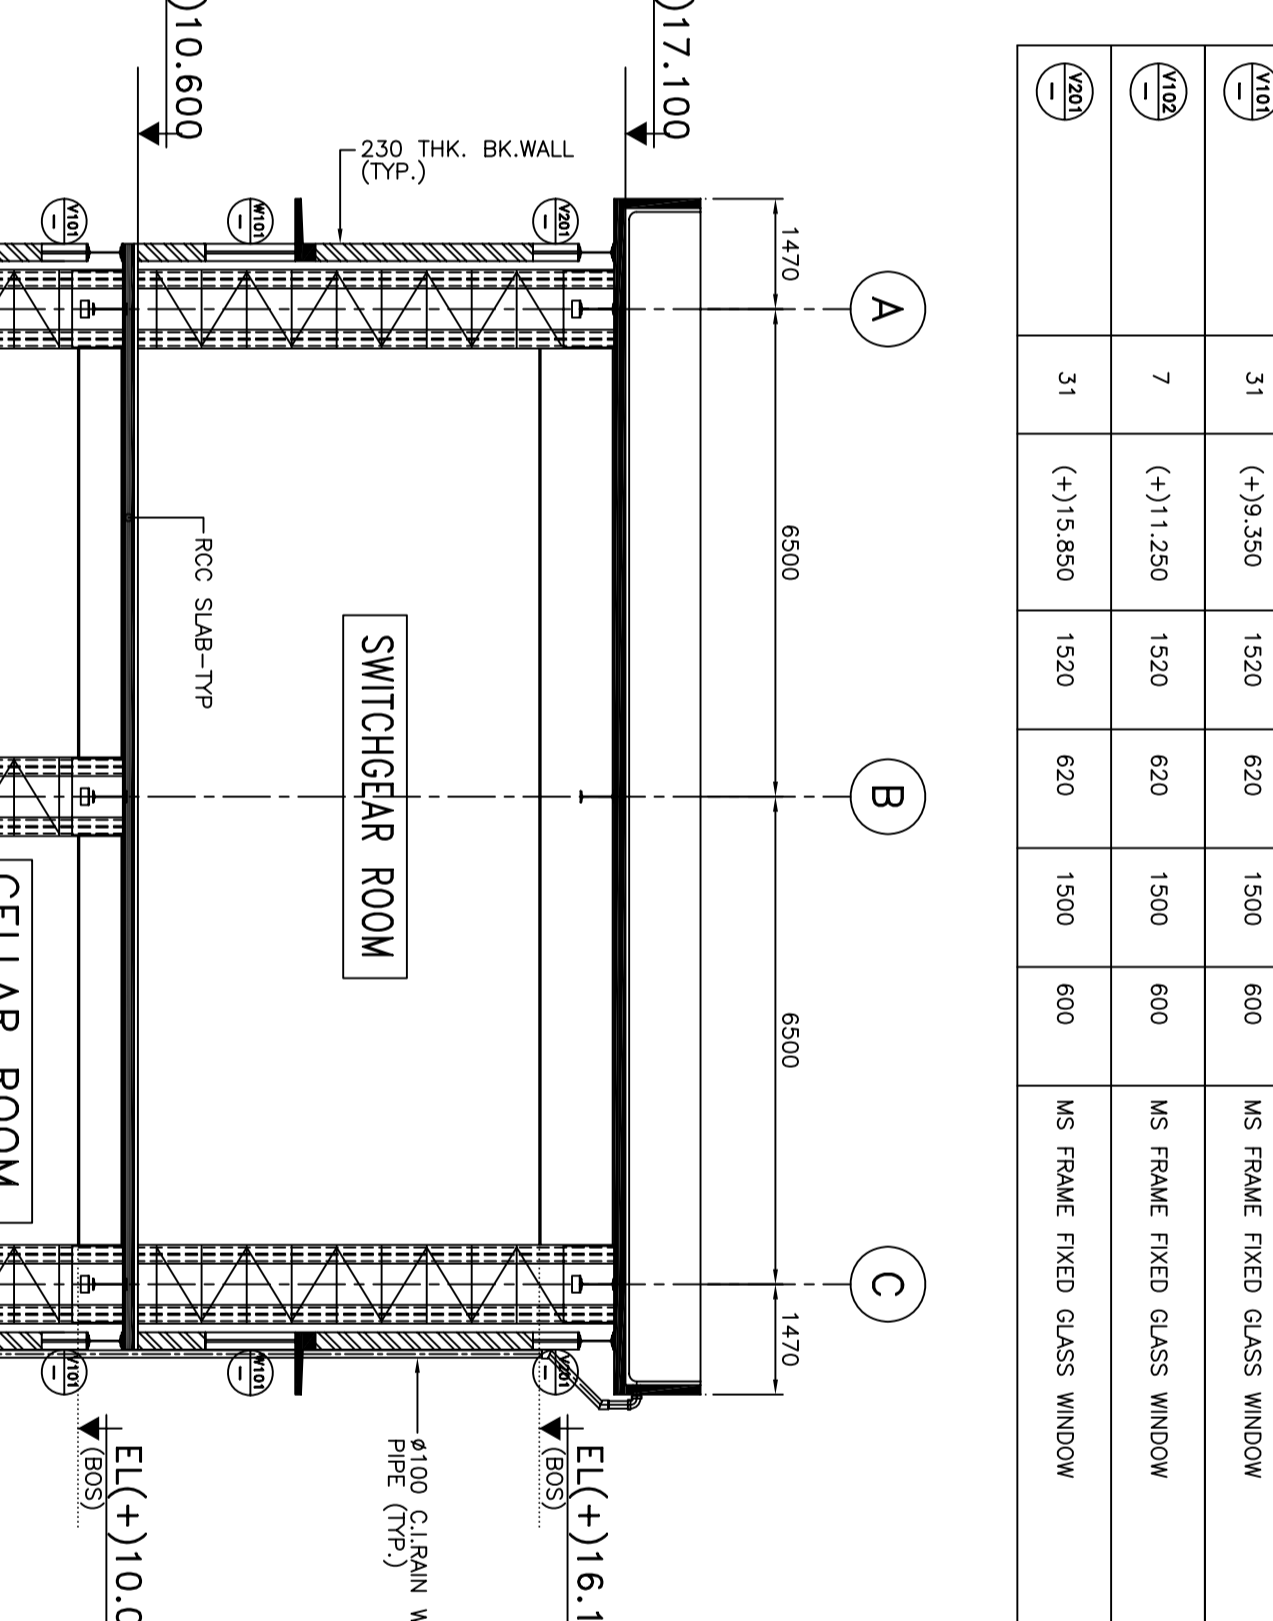 V101
–
31
(+)9.350
1520
620
1500
600
MS FRAME FIXED GLASS WINDOW
V102
–
7
(+)11.250
1520
620
1500
600
MS FRAME FIXED GLASS WINDOW
V201
–
31
(+)15.850
1520
620
1500
600
MS FRAME FIXED GLASS WINDOW
A
B
C
1470
6500
6500
1470
)17.100
EL(+)16.1
(BOS)
V201
–
V201
–
230 THK. BK.WALL
(TYP.)
SWITCHGEAR ROOM
ø100 C.I.RAIN W
PIPE (TYP.)
W101
–
W101
–
)10.600
RCC SLAB–TYP
EL(+)10.0
(BOS)
V101
–
V101
–
CELLAR ROOM